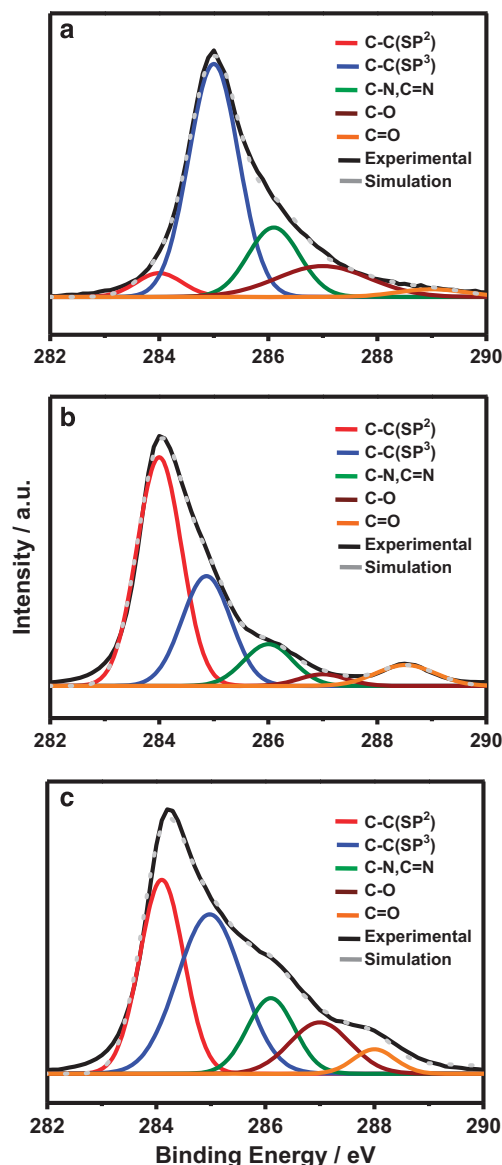 a
C-C(SP²)
C-C(SP³)
C-N,C=N
C-O
C=O
Experimental
Simulation
282 284 286 288 290
b
C-C(SP²)
C-C(SP³)
C-N,C=N
C-O
C=O
Experimental
Simulation
Intensity / a.u.
282 284 286 288 290
c
C-C(SP²)
C-C(SP³)
C-N,C=N
C-O
C=O
Experimental
Simulation
282 284 286 288 290
Binding Energy / eV